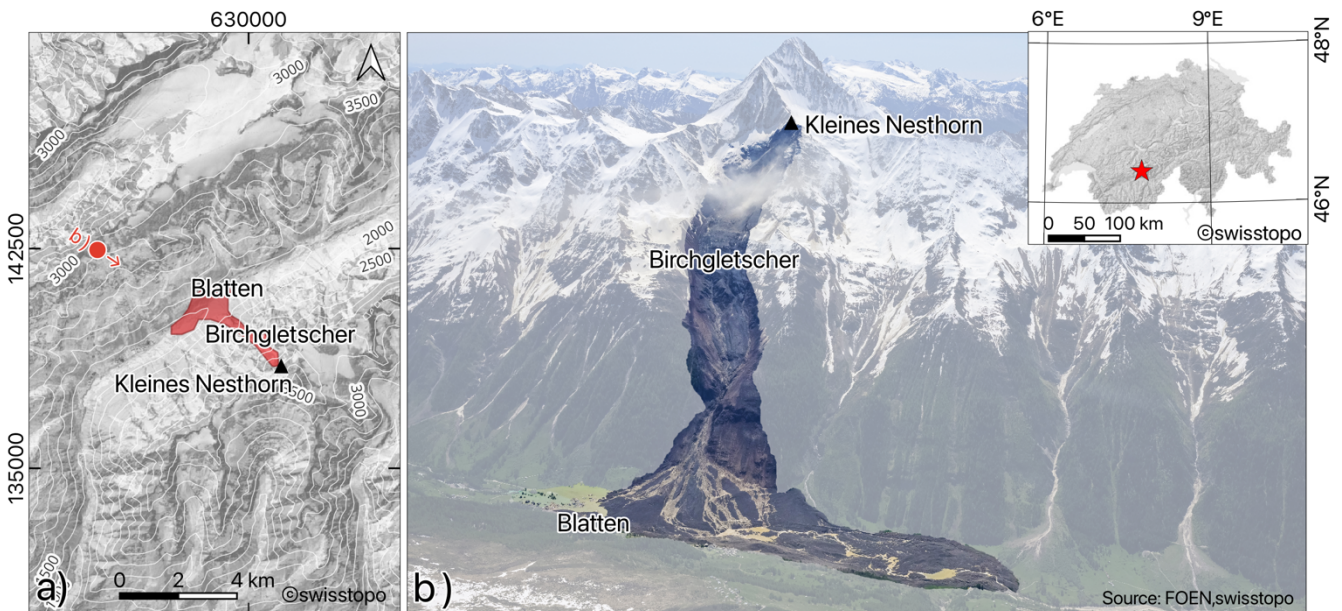 630000
142500
135000
3000
3500
3000
b)
3000
2000
2500
Blatten
Birchgletscher
Kleines Nesthorn
3000
0 2 4 km
a)
©swisstopo
Kleines Nesthorn
Birchgletscher
Blatten
b)
Source: FOEN,swisstopo
6°E 9°E
48°N
46°N
0 50 100 km
©swisstopo